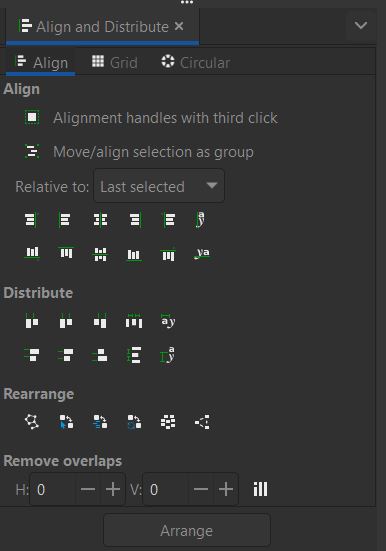 Align and Distribute
Align Grid Circular
Align
Alignment handles with third click
Move/align selection as group
Relative to: Last selected
Distribute
Rearrange
Remove overlaps
H: 0 V: 0
Arrange